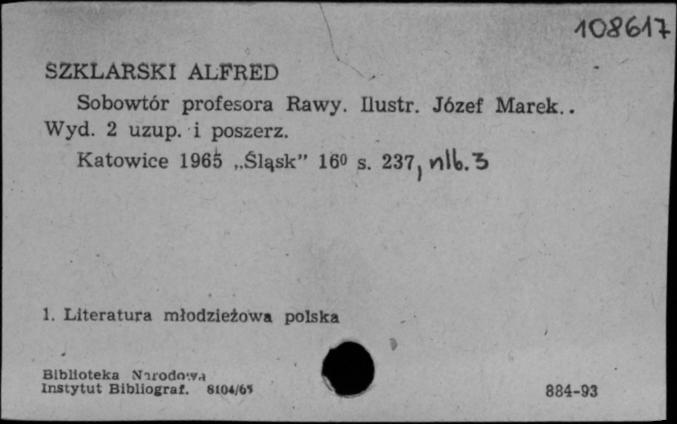 108617
SZKLARSKI ALFRED
Sobowtór profesora Rawy. Ilustr. Józef Marek..
Wyd. 2 uzup. i poszerz.
Katowice 1965 „Śląsk” 16⁰ s. 237, nlb. 3
1. Literatura młodzieżowa polska
Biblioteka Narodowa
Instytut Bibliograf. 8104/65
884-93